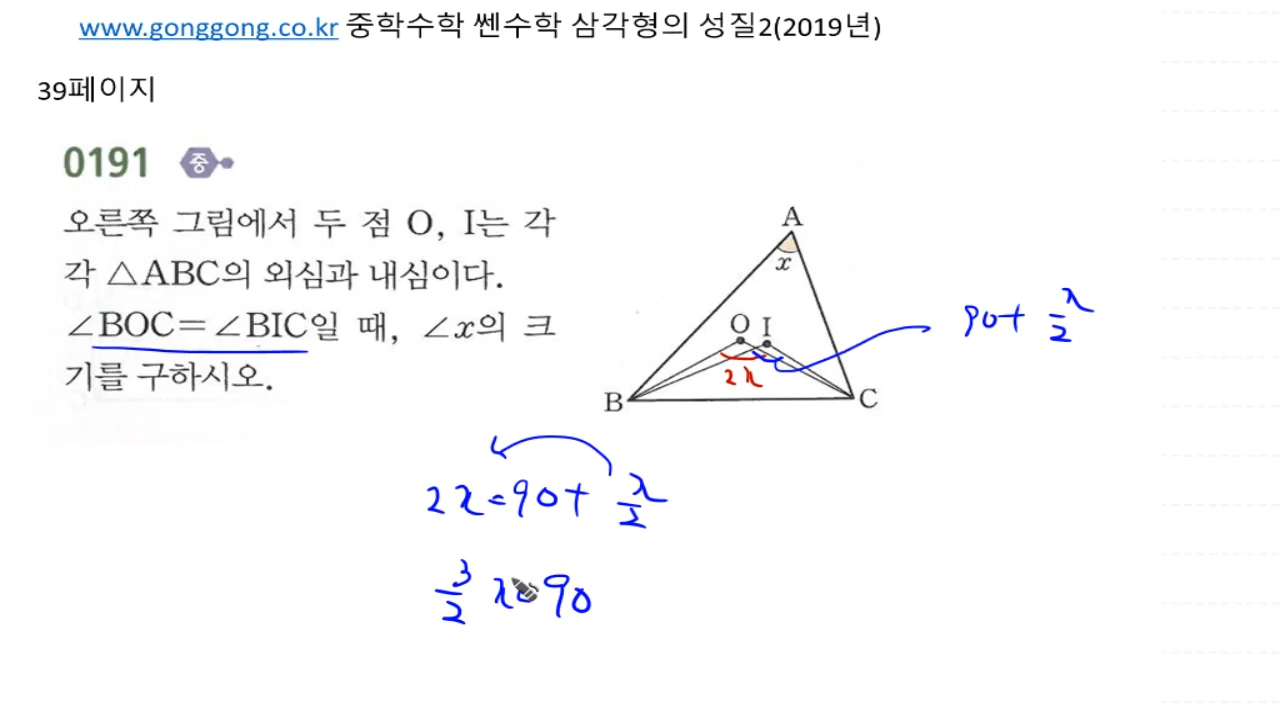 www.gonggong.co.kr 중학수학 쎈수학 삼각형의 성질2(2019년)
39페이지
0191 중
오른쪽 그림에서 두 점 O, I는 각
각 △ABC의 외심과 내심이다.
∠BOC=∠BIC일 때, ∠x의 크
기를 구하시오.
A
x
O I
B
C
2x
90+ x/2
2x=90+ x/2
3/2 x=90